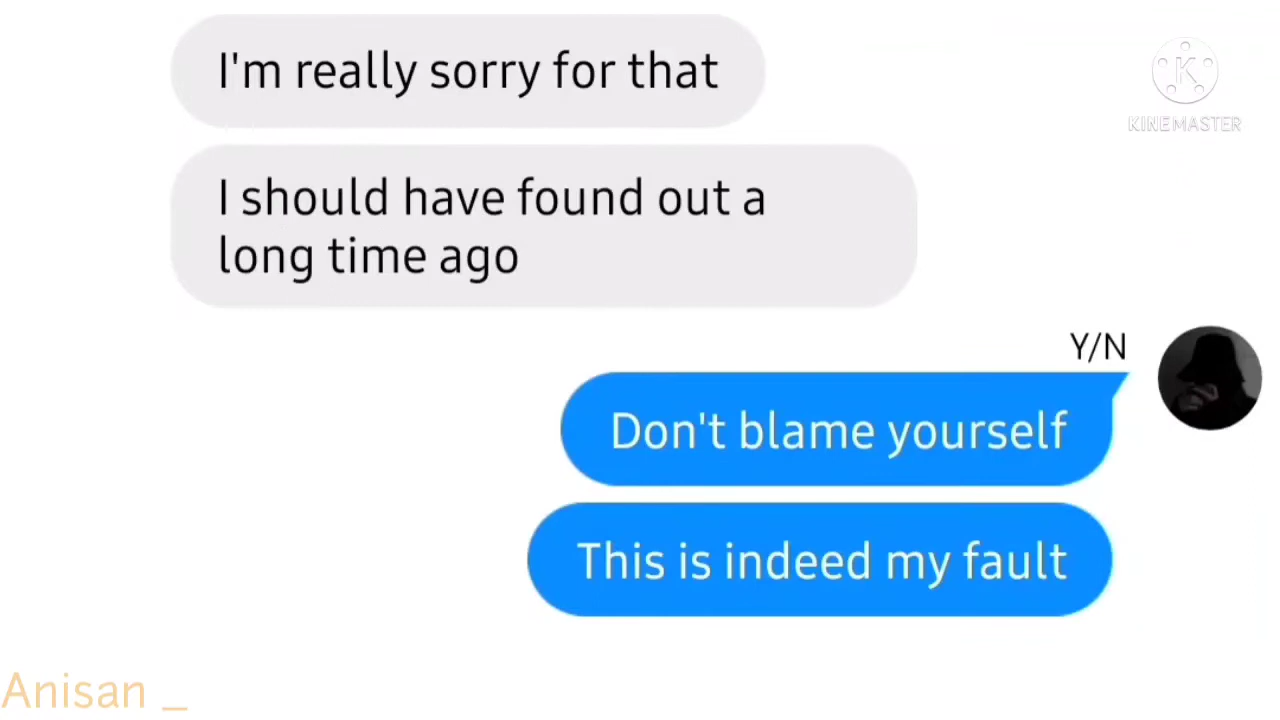 I'm really sorry for that
KINEMASTER
I should have found out a
long time ago
Y/N
Don't blame yourself
This is indeed my fault
Anisan _